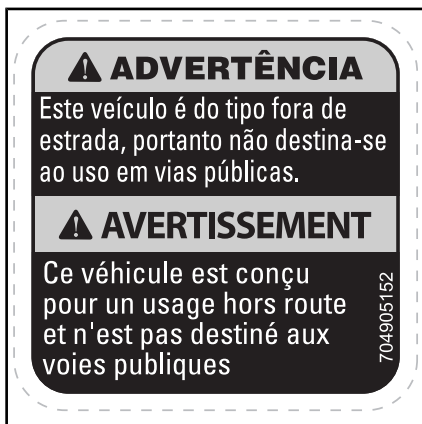 ADVERTÊNCIA
Este veículo é do tipo fora de
estrada, portanto não destina-se
ao uso em vias públicas.
AVERTISSEMENT
Ce véhicule est conçu
pour un usage hors route
et n'est pas destiné aux
voies publiques
704905152